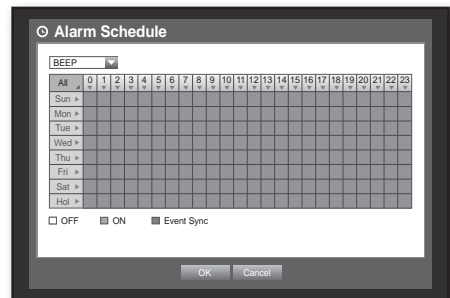 Alarm Schedule
BEEP
All 0 1 2 3 4 5 6 7 8 9 10 11 12 13 14 15 16 17 18 19 20 21 22 23
Sun
Mon
Tue
Wed
Thu
Fri
Sat
Hol
OFF ON Event Sync
OK Cancel